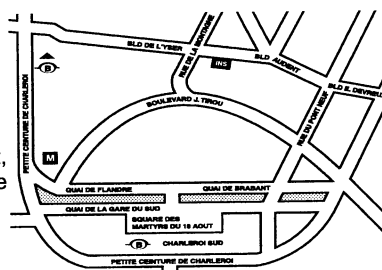 BLD DE L'YSER
RUE DE LA MONTAGNE
INS
BLD AUDENT
BLD E. DEVREUX
PETITE CEINTURE DE CHARLEROI
B
BOULEVARD J. TIROU
RUE DU PONT NEUF
M
e
QUAI DE FLANDRE
QUAI DE BRABANT
QUAI DE LA GARE DU SUD
SQUARE DES
MARTYRS DU 18 AOUT
B
CHARLEROI SUD
PETITE CEINTURE DE CHARLEROI